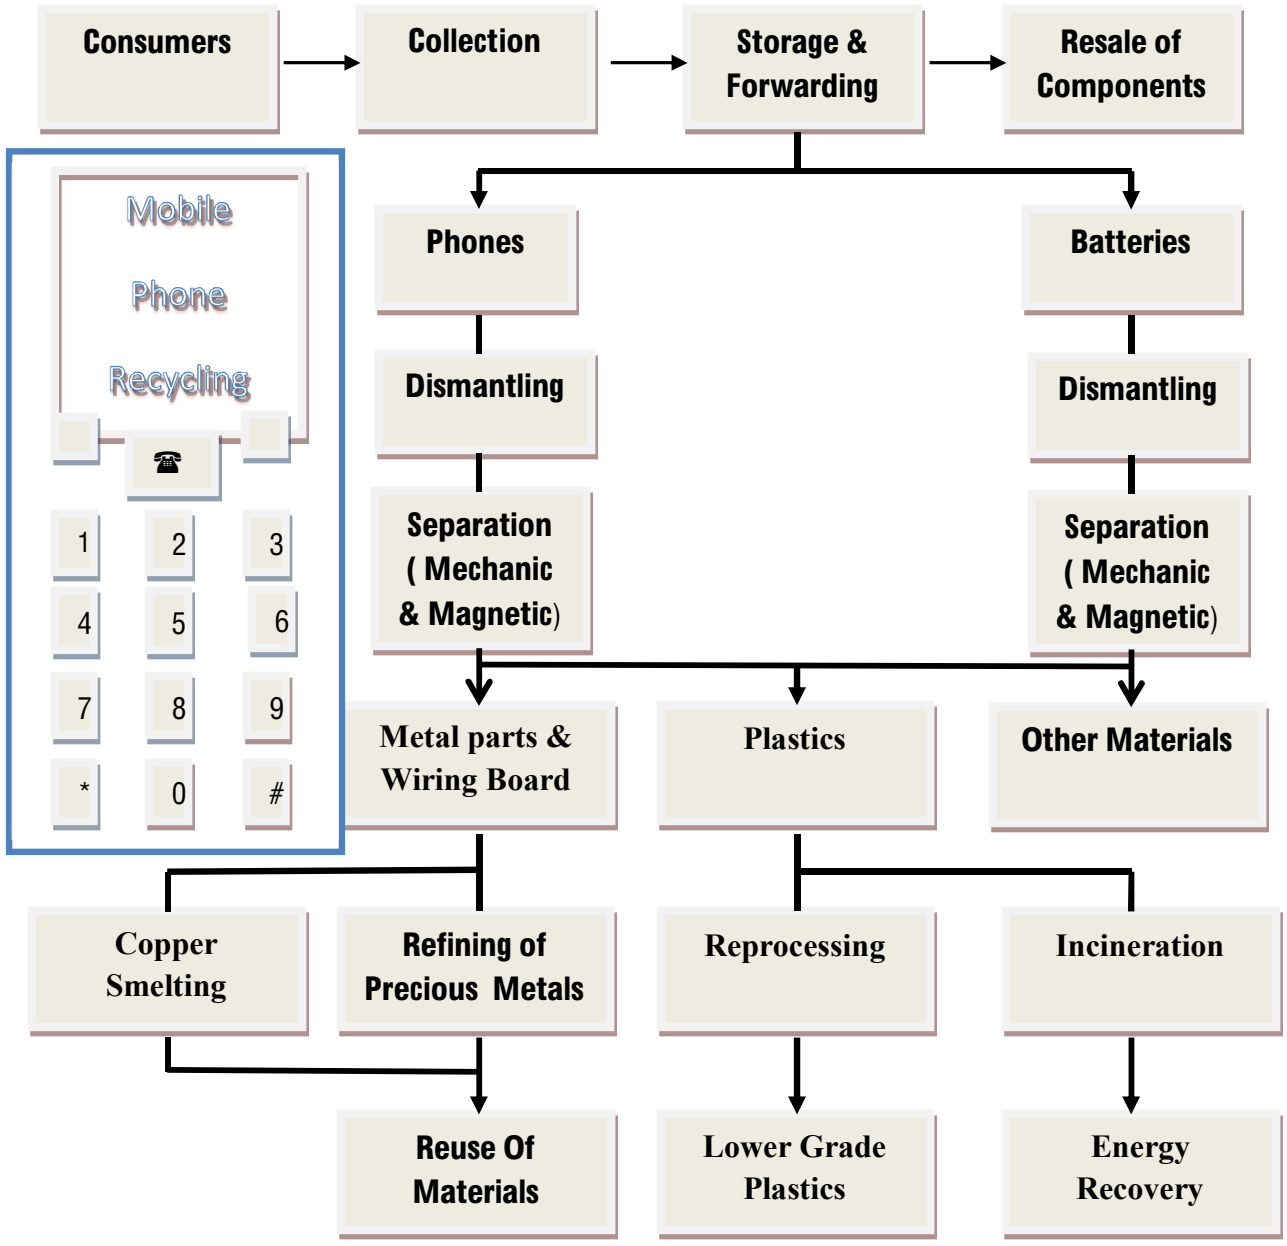 Consumers
Collection
Storage &
Forwarding
Resale of
Components
Mobile
Phone
Recycling
☎
1
2
3
4
5
6
7
8
9
*
0
#
Phones
Batteries
Dismantling
Dismantling
Separation
( Mechanic
& Magnetic)
Separation
( Mechanic
& Magnetic)
Metal parts &
Wiring Board
Plastics
Other Materials
Copper
Smelting
Refining of
Precious Metals
Reprocessing
Incineration
Reuse Of
Materials
Lower Grade
Plastics
Energy
Recovery